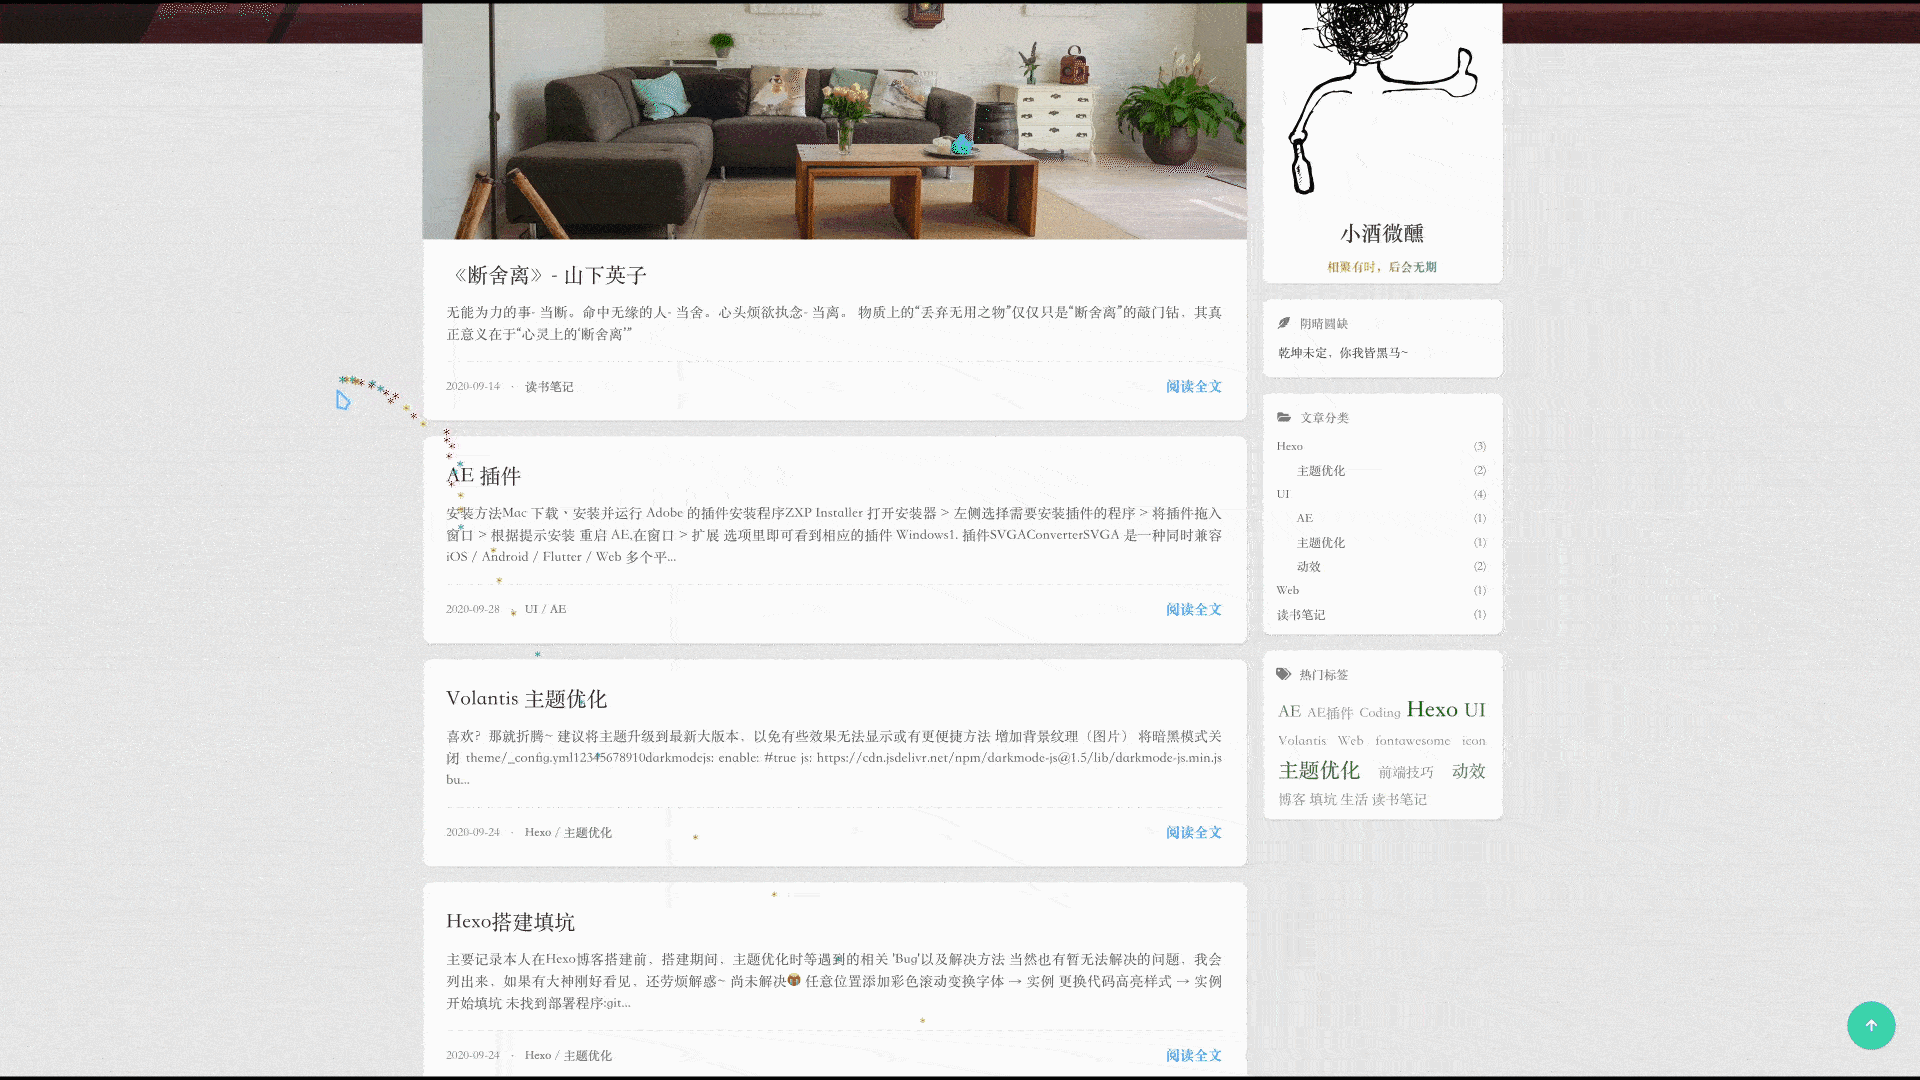 《断舍离》- 山下英子
无能为力的事- 当断。命中无缘的人- 当舍。心头烦欲执念- 当离。 物质上的“丢弃无用之物”仅仅只是“断舍离”的敲门钻，其真
正意义在于“心灵上的‘断舍离’”
2020-09-14 · 读书笔记
阅读全文
AE 插件
安装方法Mac 下载、安装并运行 Adobe 的插件安装程序ZXP Installer 打开安装器 > 左侧选择需要安装插件的程序 > 将插件拖入
窗口 > 根据提示安装 重启 AE,在窗口 > 扩展 选项里即可看到相应的插件 Windows1. 插件SVGAConverterSVGA 是一种同时兼容
iOS / Android / Flutter / Web 多个平...
2020-09-28 · UI / AE
阅读全文
Volantis 主题优化
喜欢？那就折腾~ 建议将主题升级到最新大版本，以免有些效果无法显示或有更便捷方法 增加背景纹理（图片） 将暗黑模式关
闭 theme/_config.yml12345678910darkmodejs: enable: #true js: https://cdn.jsdelivr.net/npm/darkmode-js@1.5/lib/darkmode-js.min.js
bu...
2020-09-24 · Hexo / 主题优化
阅读全文
Hexo搭建填坑
主要记录本人在Hexo博客搭建前，搭建期间，主题优化时等遇到的相关 'Bug'以及解决方法 当然也有暂无法解决的问题，我会
列出来，如果有大神刚好看见，还劳烦解惑~ 尚未解决 任意位置添加彩色滚动变换字体 → 实例 更换代码高亮样式 → 实例
开始填坑 未找到部署程序:git...
2020-09-24 · Hexo / 主题优化
阅读全文
小酒微醺
相聚有时，后会无期
阴晴圆缺
乾坤未定，你我皆黑马~
文章分类
Hexo (3)
主题优化 (2)
UI (4)
AE (1)
主题优化 (1)
动效 (2)
Web (1)
读书笔记 (1)
热门标签
AE AE插件 Coding Hexo UI
Volantis Web fontawesome icon
主题优化 前端技巧 动效
博客 填坑 生活 读书笔记